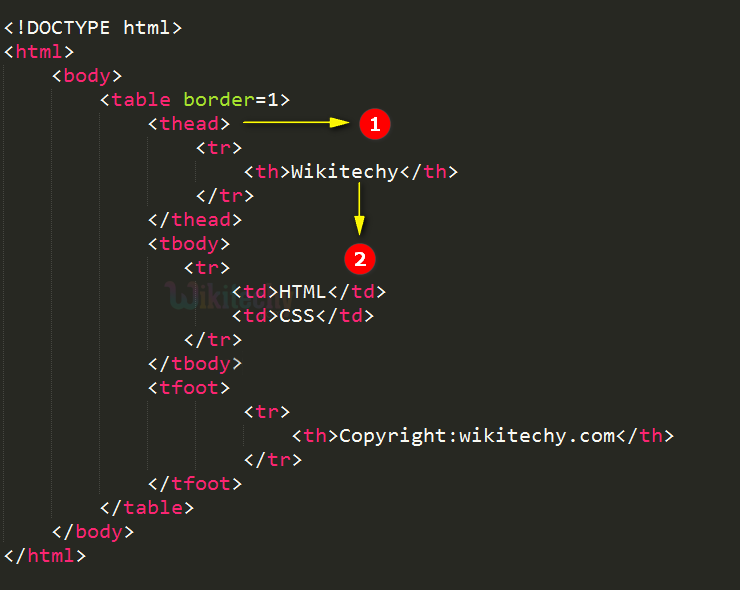 <!DOCTYPE html>
<html>
<body>
<table border=1>
<thead> 1
<tr>
<th>Wikitechy</th>
</tr>
</thead>
<tbody>
2
<tr>
<td>HTML</td>
Wikitechy
<td>CSS</td>
</tr>
</tbody>
<tfoot>
<tr>
<th>Copyright:wikitechy.com</th>
</tr>
</tfoot>
</table>
</body>
</html>